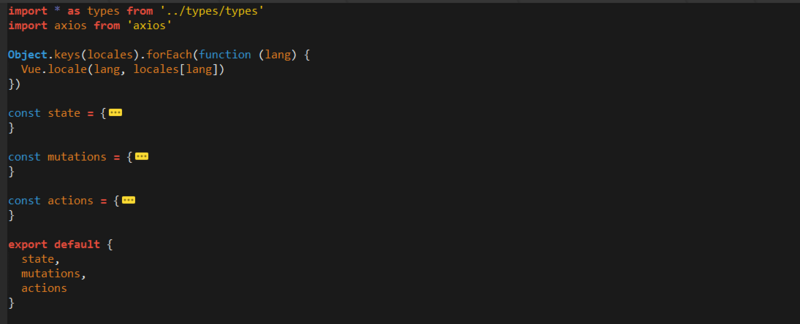 import * as types from '../types/types'
import axios from 'axios'
Object.keys(locales).forEach(function (lang) {
  Vue.locale(lang, locales[lang])
})
const state = {
}
const mutations = {
}
const actions = {
}
export default {
  state,
  mutations,
  actions
}